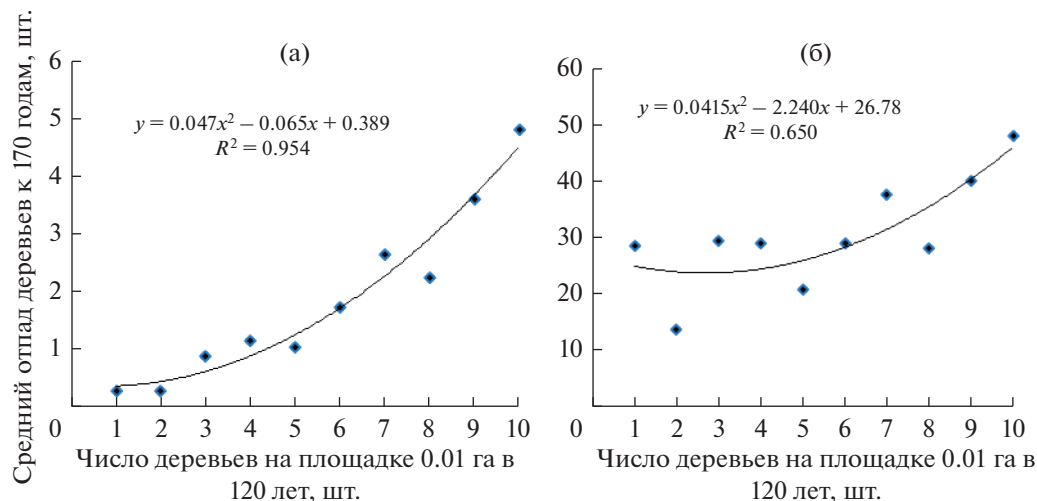 Средний отпад деревьев к 170 годам, шт.
(а)
6
5
4
3
2
1
0
y = 0.047x² – 0.065x + 0.389
R² = 0.954
1 2 3 4 5 6 7 8 9 10
Число деревьев на площадке 0.01 га в
120 лет, шт.
(б)
60
50
40
30
20
10
0
y = 0.0415x² – 2.240x + 26.78
R² = 0.650
1 2 3 4 5 6 7 8 9 10
Число деревьев на площадке 0.01 га в
120 лет, шт.